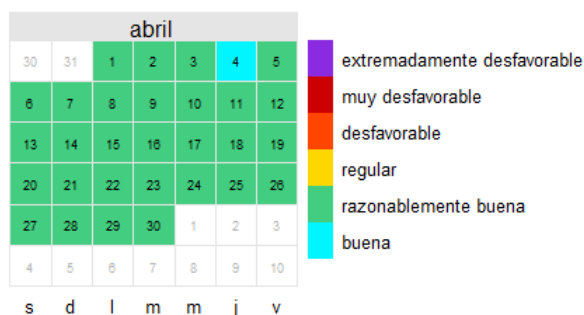 abril
30 31 1 2 3 4 5
6 7 8 9 10 11 12
13 14 15 16 17 18 19
20 21 22 23 24 25 26
27 28 29 30 1 2 3
4 5 6 7 8 9 10
s d l m m j v
extremadamente desfavorable
muy desfavorable
desfavorable
regular
razonablemente buena
buena